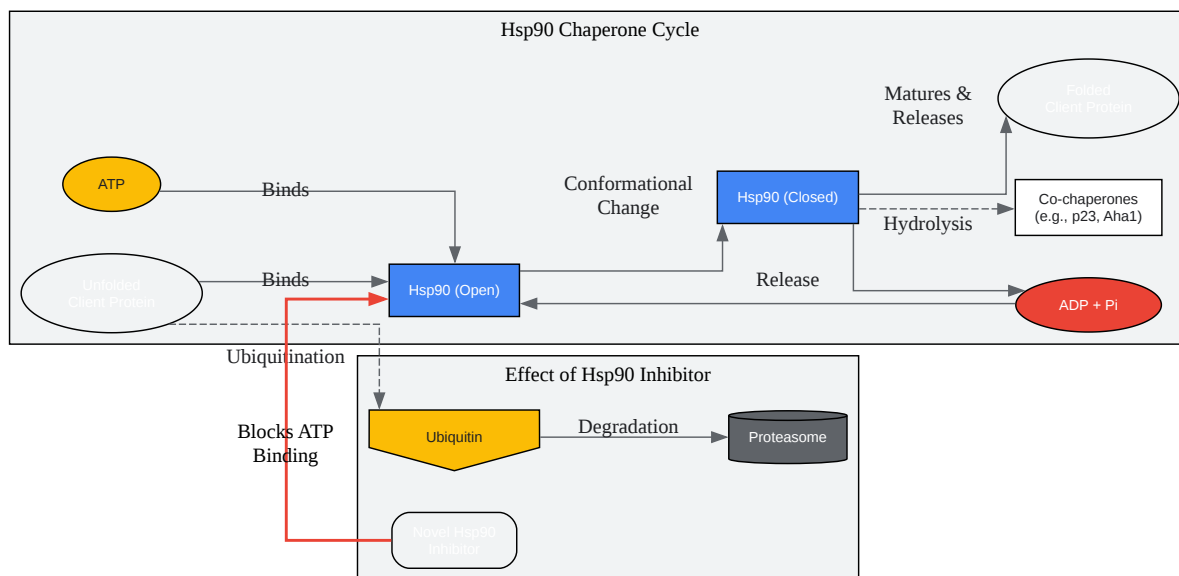 Hsp90 Chaperone Cycle
Matures &
Releases
Folded
Client Protein
ATP
Binds
Conformational
Change
Hsp90 (Closed)
Hydrolysis
Co-chaperones
(e.g., p23, Aha1)
Unfolded
Client Protein
Binds
Hsp90 (Open)
Release
ADP + Pi
Ubiquitination
Effect of Hsp90 Inhibitor
Blocks ATP
Binding
Ubiquitin
Degradation
Proteasome
Novel Hsp90
Inhibitor